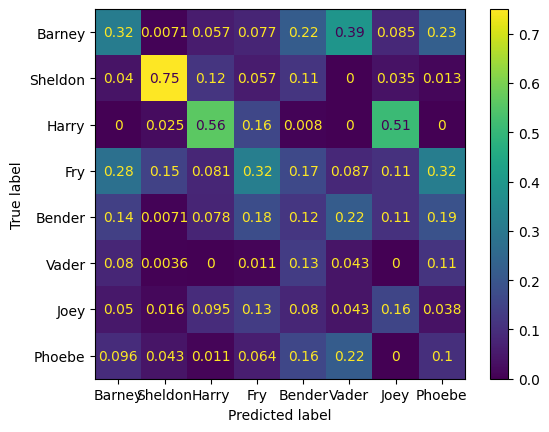 Barney 0.32 0.0071 0.057 0.077 0.22 0.39 0.085 0.23
Sheldon 0.04 0.75 0.12 0.057 0.11 0 0.035 0.013
Harry 0 0.025 0.56 0.16 0.008 0 0.51 0
Fry 0.28 0.15 0.081 0.32 0.17 0.087 0.11 0.32
Bender 0.14 0.0071 0.078 0.18 0.12 0.22 0.11 0.19
Vader 0.08 0.0036 0 0.011 0.13 0.043 0 0.11
Joey 0.05 0.016 0.095 0.13 0.08 0.043 0.16 0.038
Phoebe 0.096 0.043 0.011 0.064 0.16 0.22 0 0.1
Barney Sheldon Harry Fry Bender Vader Joey Phoebe
Predicted label
True label
0.7
0.6
0.5
0.4
0.3
0.2
0.1
0.0